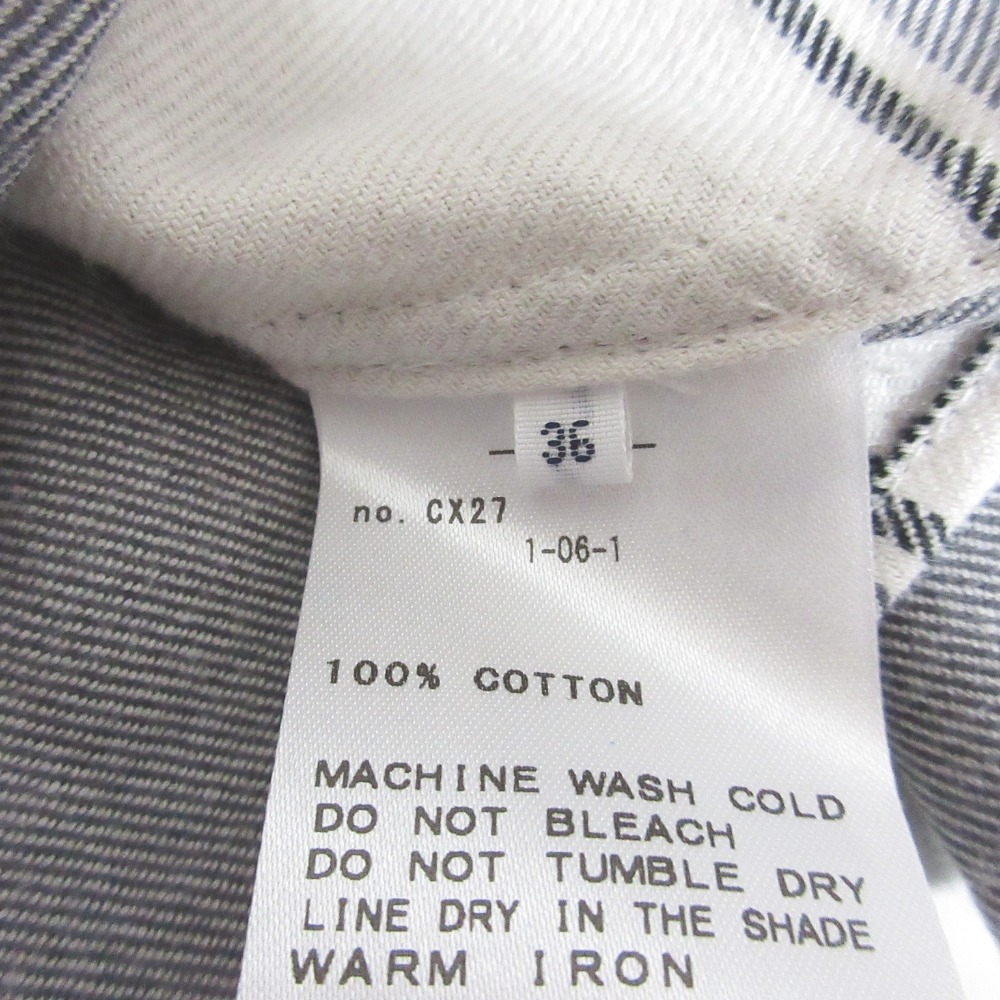 36
no. CX27
1-06-1
100% COTTON
MACHINE WASH COLD
DO NOT BLEACH
DO NOT TUMBLE DRY
LINE DRY IN THE SHADE
WARM IRON